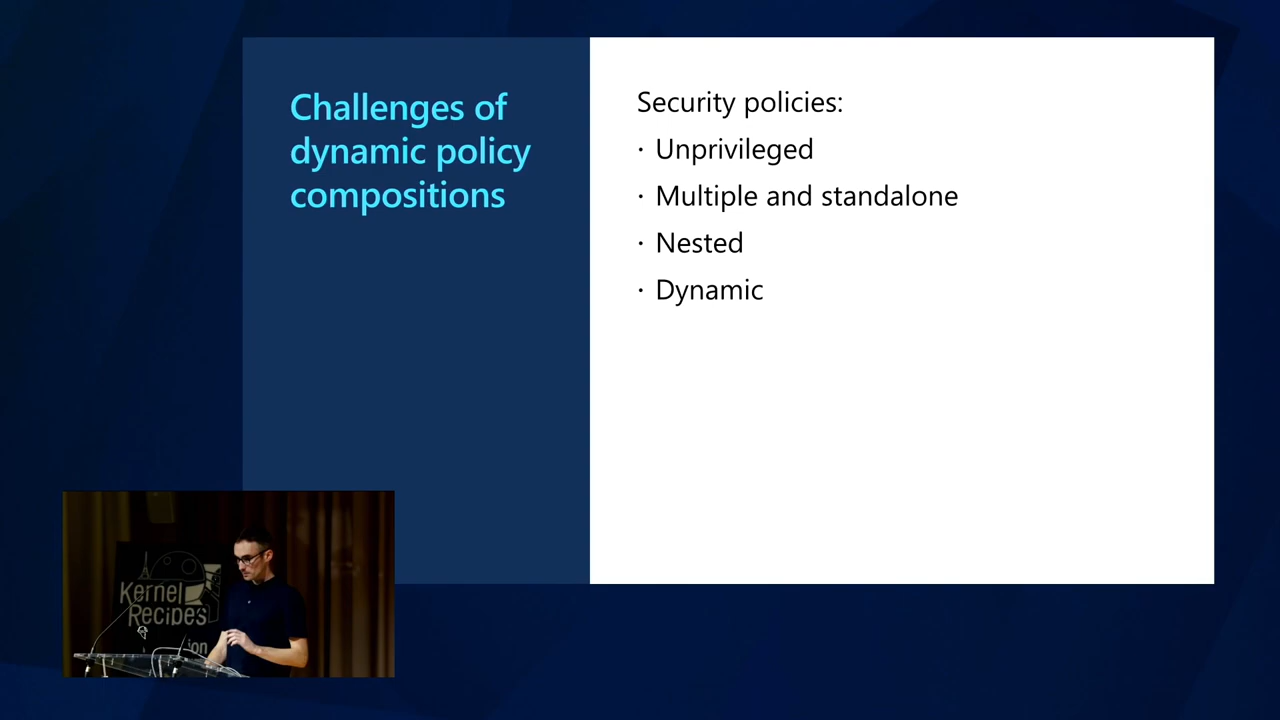 Challenges of
dynamic policy
compositions
Security policies:
· Unprivileged
· Multiple and standalone
· Nested
· Dynamic
Kernel
Recipes